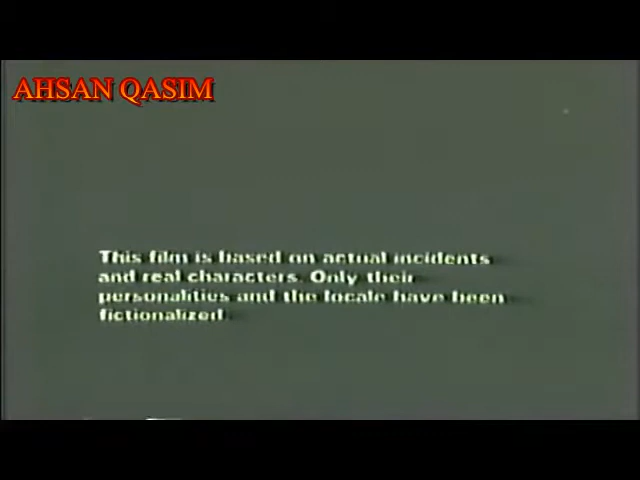 AHSAN QASIM
This film is based on actual incidents
and real characters. Only their
personalities and the locale have been
fictionalized